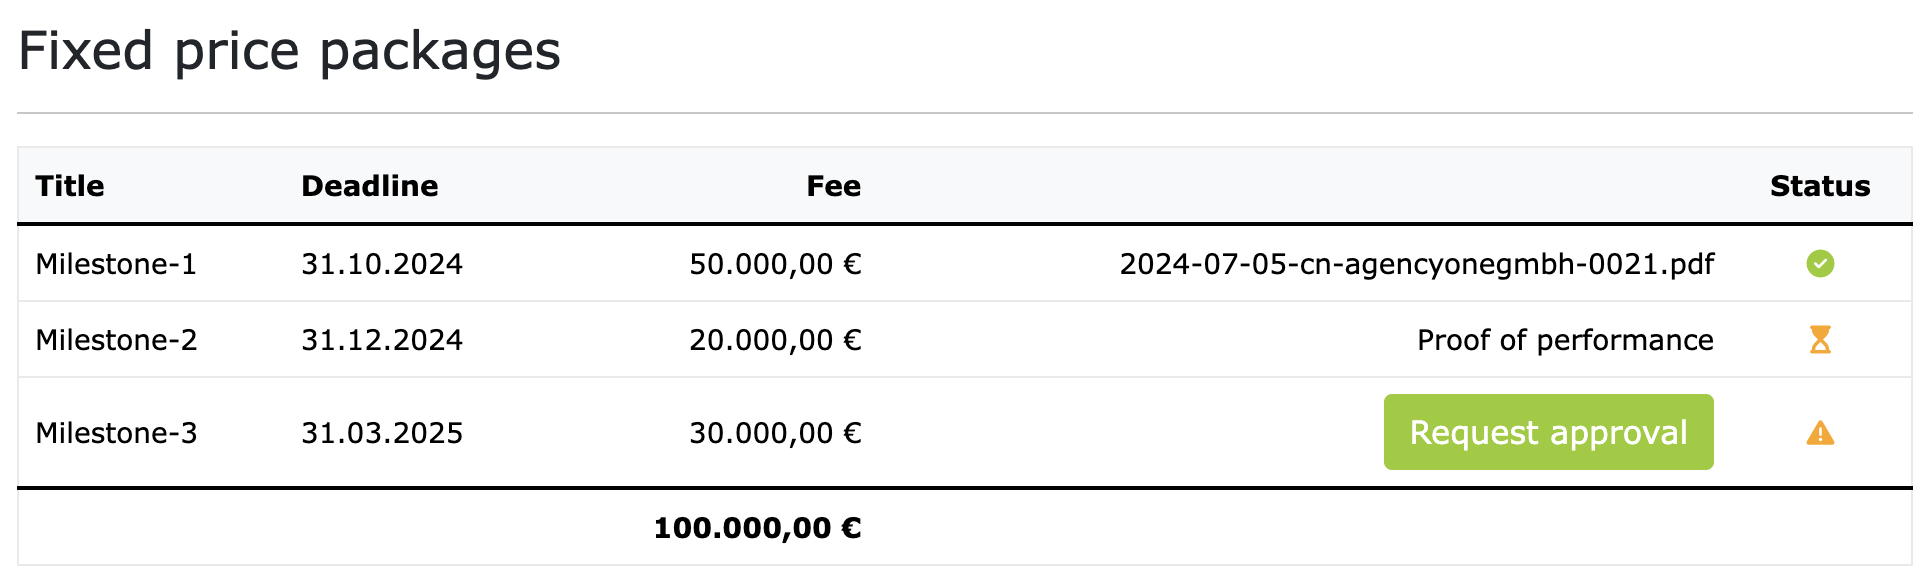 Fixed price packages
Title Deadline Fee Status
Milestone-1 31.10.2024 50.000,00 € 2024-07-05-cn-agencyonegmbh-0021.pdf
Milestone-2 31.12.2024 20.000,00 € Proof of performance
Milestone-3 31.03.2025 30.000,00 € Request approval
100.000,00 €